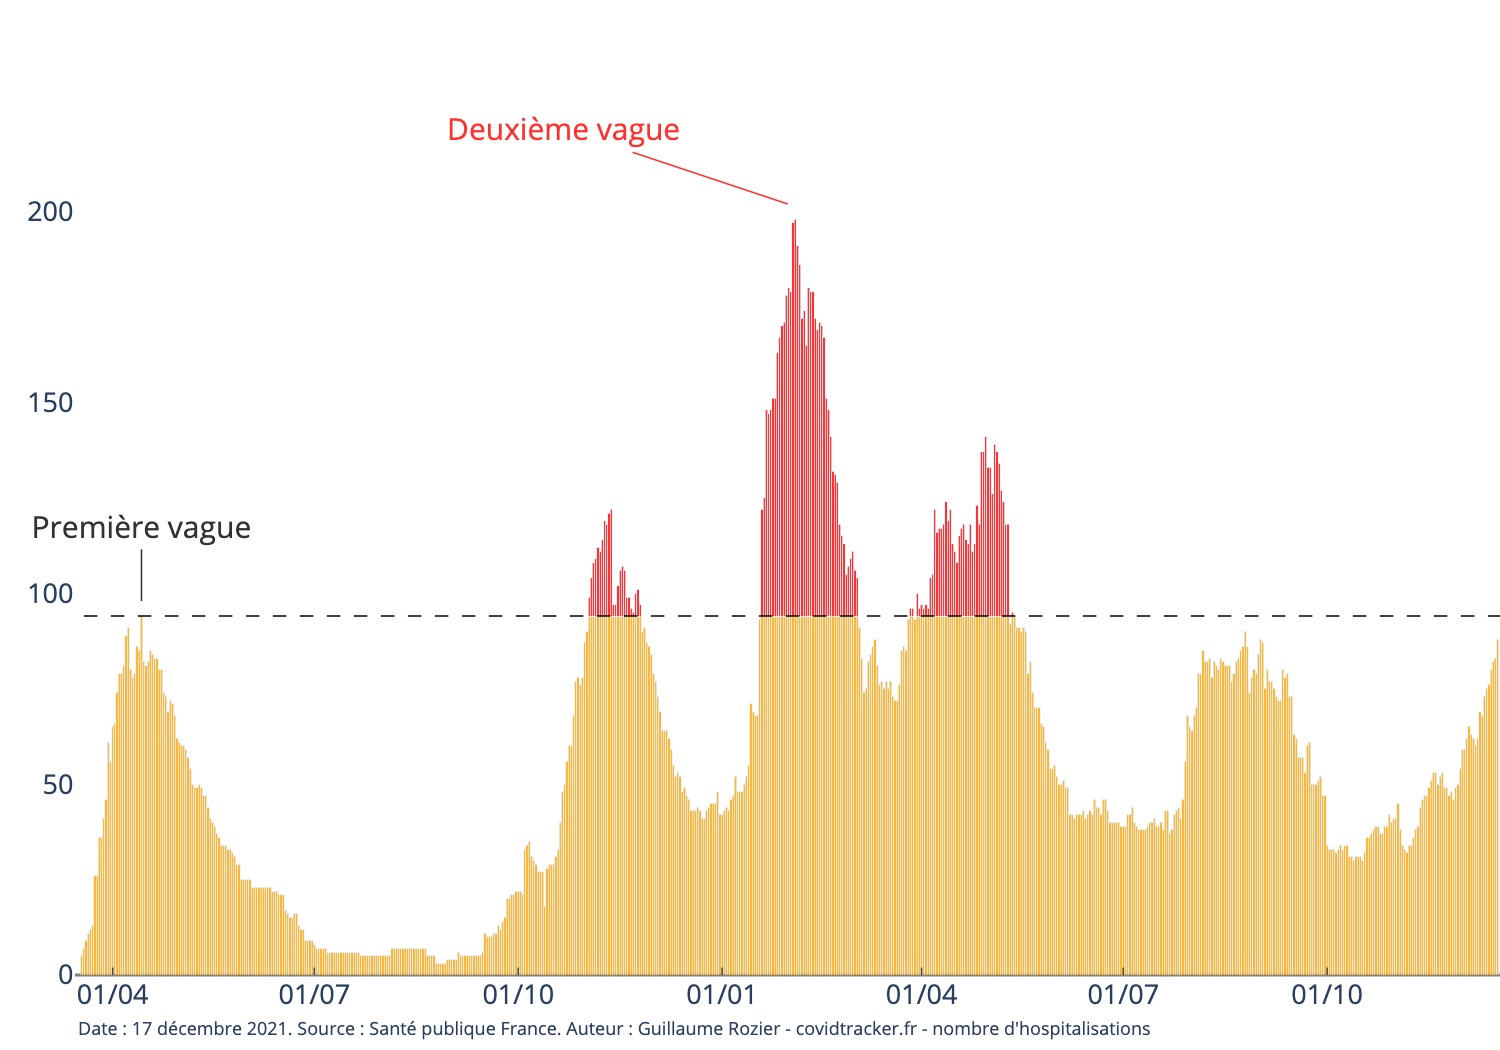 Deuxième vague
200
150
Première vague
100
50
0
01/04 01/07 01/10 01/01 01/04 01/07 01/10
Date : 17 décembre 2021. Source : Santé publique France. Auteur : Guillaume Rozier - covidtracker.fr - nombre d'hospitalisations